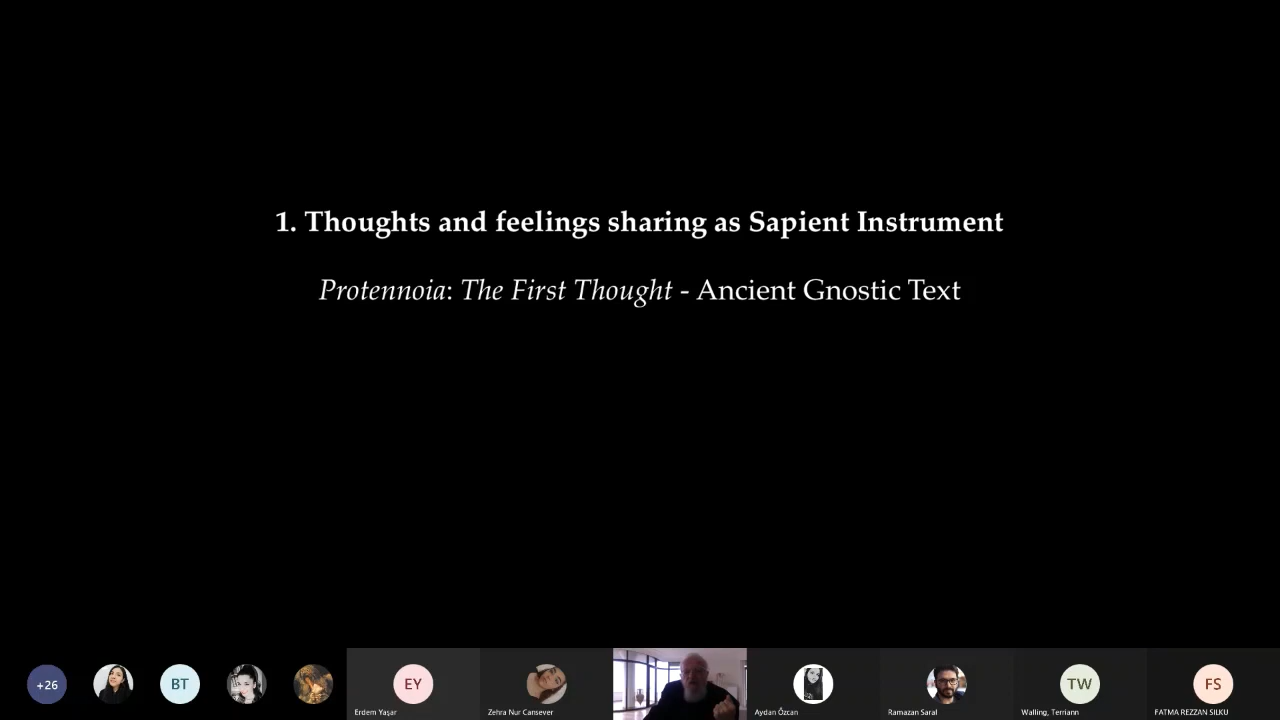 1. Thoughts and feelings sharing as Sapient Instrument
Protennoia: The First Thought - Ancient Gnostic Text
+26
BT
EY
TW
FS
Erdem Yaşar
Zehra Nur Cansever
Aydan Özcan
Ramazan Saral
Walling, Terriann
FATMA REZZAN SILKU